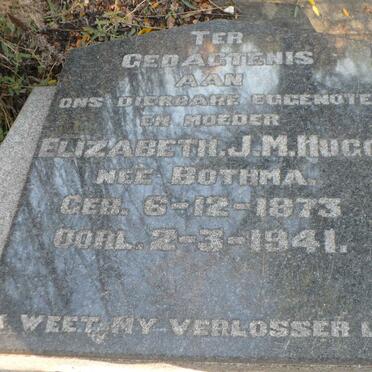 TER
GEDAGTENIS
AAN
ONS DIERBARE EGGENOTE
EN MOEDER
ELIZABETH. J.M. HUGO
NEE BOTHMA.
GEB. 6-12-1873
OORL. 2-3-1941.
WEET MY VERLOSSER